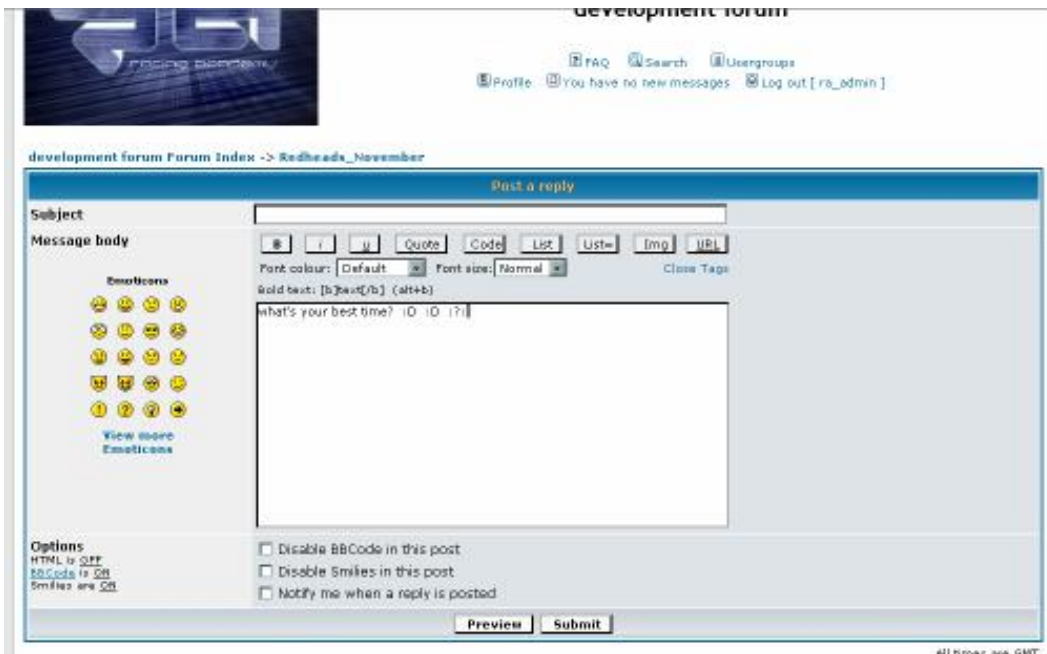 development forum
racing academy
FAQ Search Usergroups
Profile You have no new messages Log out [ ra_admin ]
development forum Forum Index -> Redheads_November
Post a reply
Subject
Message body
B i u Quote Code List List= Img URL
Font colour: Default Font size: Normal Close Tags
Emoticons
Bold text: [b]text[/b] (alt+b)
what's your best time? :D :D :?:
View more
Emoticons
Options
HTML is OFF
BBCode is ON
Smilies are ON
Disable BBCode in this post
Disable Smilies in this post
Notify me when a reply is posted
Preview Submit
All times are GMT